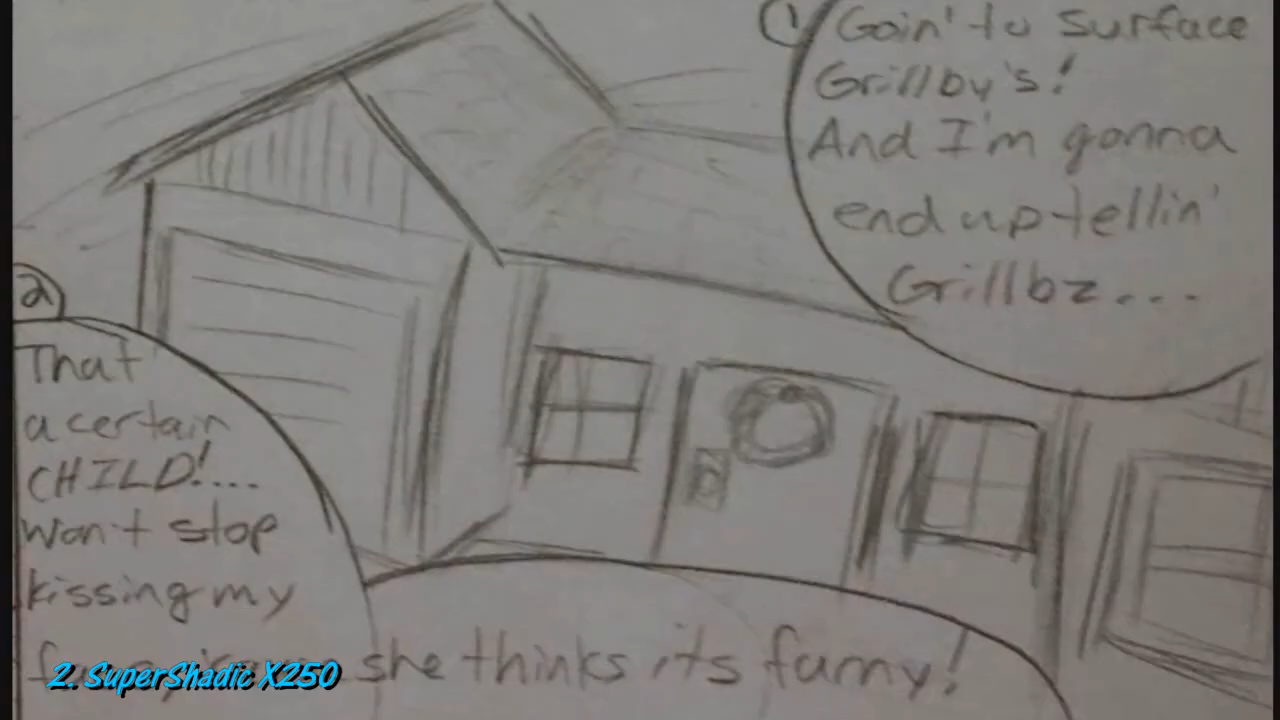 1
Goin' to surface
Grillby's!
And I'm gonna
end up tellin'
Grillbz...
2
That
a certain
CHILD!....
won't stop
kissing my
she thinks its funny!
2. SuperShadic X250